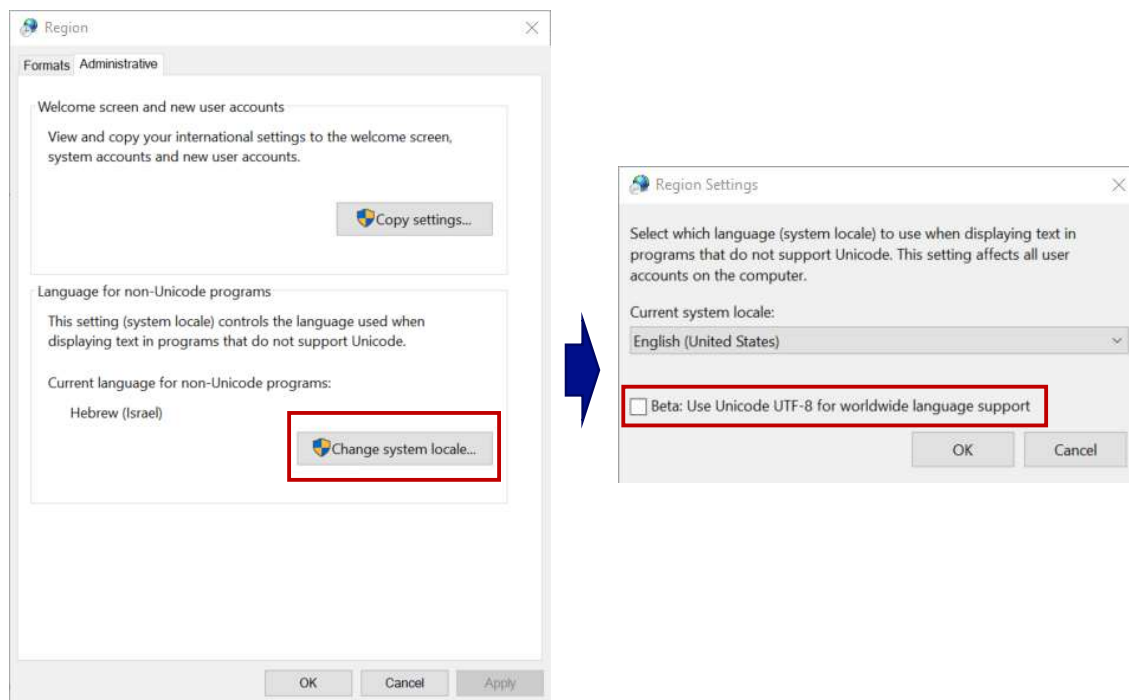 Region
Formats
Administrative
Welcome screen and new user accounts
View and copy your international settings to the welcome screen,
system accounts and new user accounts.
Copy settings...
Language for non-Unicode programs
This setting (system locale) controls the language used when
displaying text in programs that do not support Unicode.
Current language for non-Unicode programs:
Hebrew (Israel)
Change system locale...
OK
Cancel
Apply
Region Settings
Select which language (system locale) to use when displaying text in
programs that do not support Unicode. This setting affects all user
accounts on the computer.
Current system locale:
English (United States)
Beta: Use Unicode UTF-8 for worldwide language support
OK
Cancel